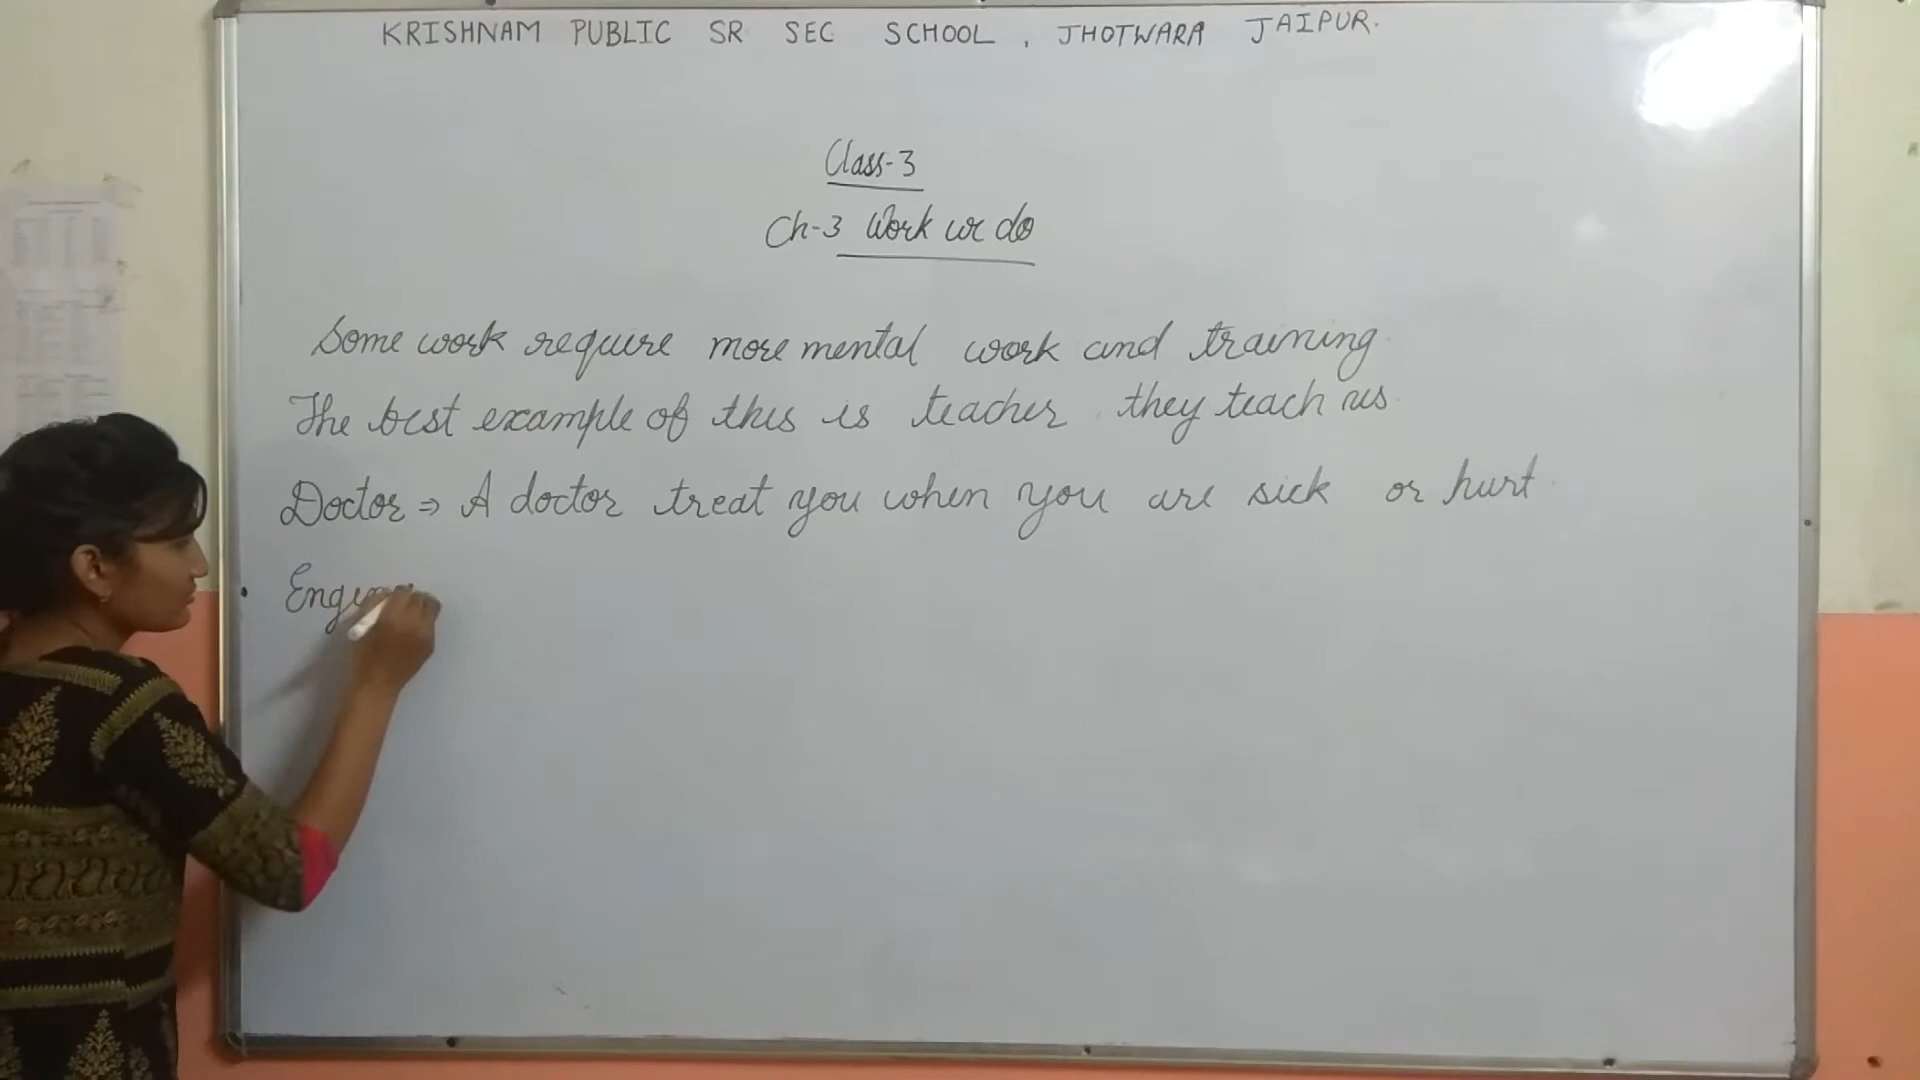 KRISHNAM PUBLIC SR SEC SCHOOL, JHOTWARA JAIPUR.
Class-3
Ch-3 Work we do
Some work require more mental work and training.
The best example of this is teacher. they teach us.
Doctor ⇒ A doctor treat you when you are sick or hurt.
Engin